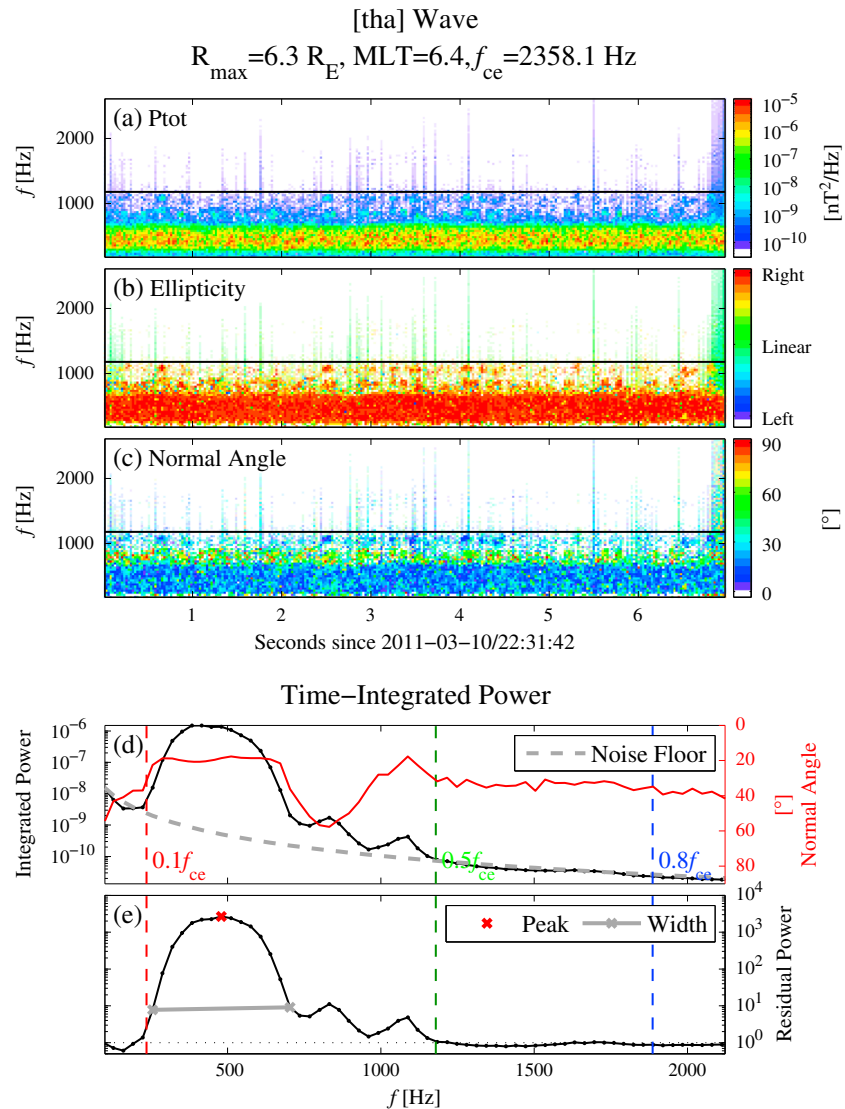 [tha] Wave
R_max=6.3 R_E, MLT=6.4,f_ce=2358.1 Hz
(a) Ptot
f [Hz]
2000
1000
10^−5
10^−6
10^−7
10^−8
10^−9
10^−10
[nT^2/Hz]
(b) Ellipticity
f [Hz]
2000
1000
Right
Linear
Left
(c) Normal Angle
f [Hz]
2000
1000
90
60
30
0
[°]
1 2 3 4 5 6
Seconds since 2011−03−10/22:31:42
Time−Integrated Power
(d)
Integrated Power
10^−6
10^−7
10^−8
10^−9
10^−10
Noise Floor
0
20
40
60
80
Normal Angle
[°]
0.1f_ce
0.5f_ce
0.8f_ce
(e)
Peak
Width
10^4
10^3
10^2
10^1
10^0
Residual Power
500 1000 1500 2000
f [Hz]